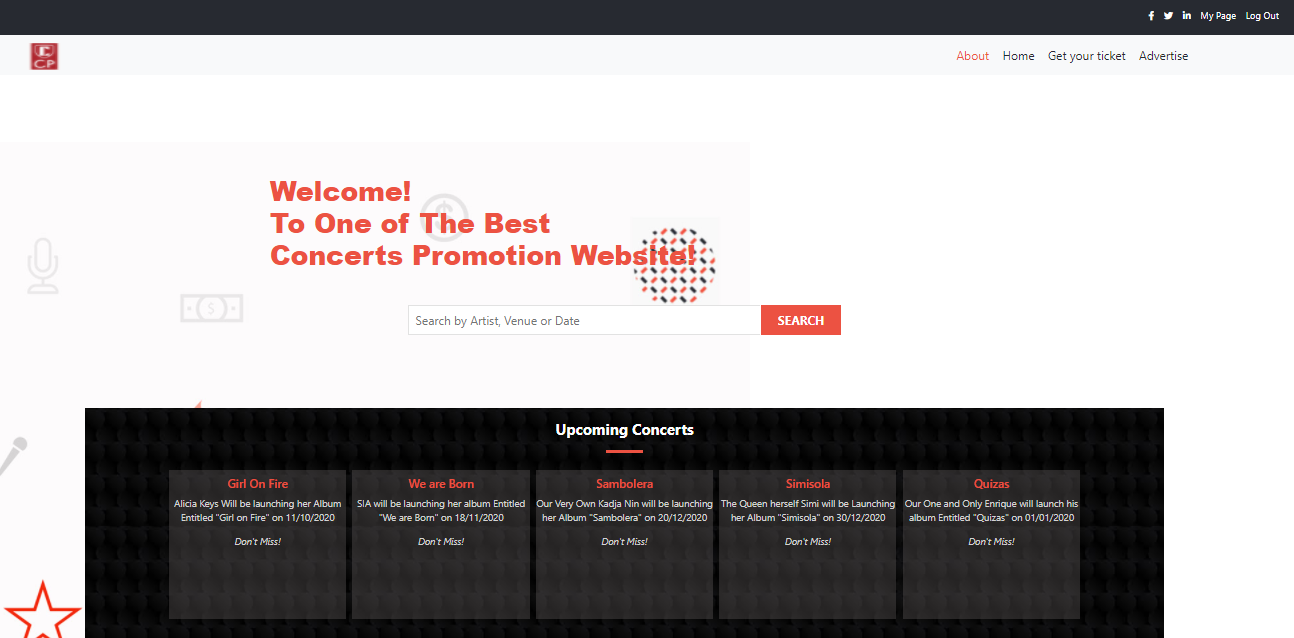 My Page Log Out
CP
About Home Get your ticket Advertise
Welcome!
To One of The Best
Concerts Promotion Website!
Search by Artist, Venue or Date
SEARCH
Upcoming Concerts
Girl On Fire
Alicia Keys Will be launching her Album
Entitled "Girl on Fire" on 11/10/2020
Don't Miss!
We are Born
SIA will be launching her album Entitled
"We are Born" on 18/11/2020
Don't Miss!
Sambolera
Our Very Own Kadja Nin will be launching
her Album "Sambolera" on 20/12/2020
Don't Miss!
Simisola
The Queen herself Simi will be Launching
her Album "Simisola" on 30/12/2020
Don't Miss!
Quizas
Our One and Only Enrique will launch his
album Entitled "Quizas" on 01/01/2020
Don't Miss!